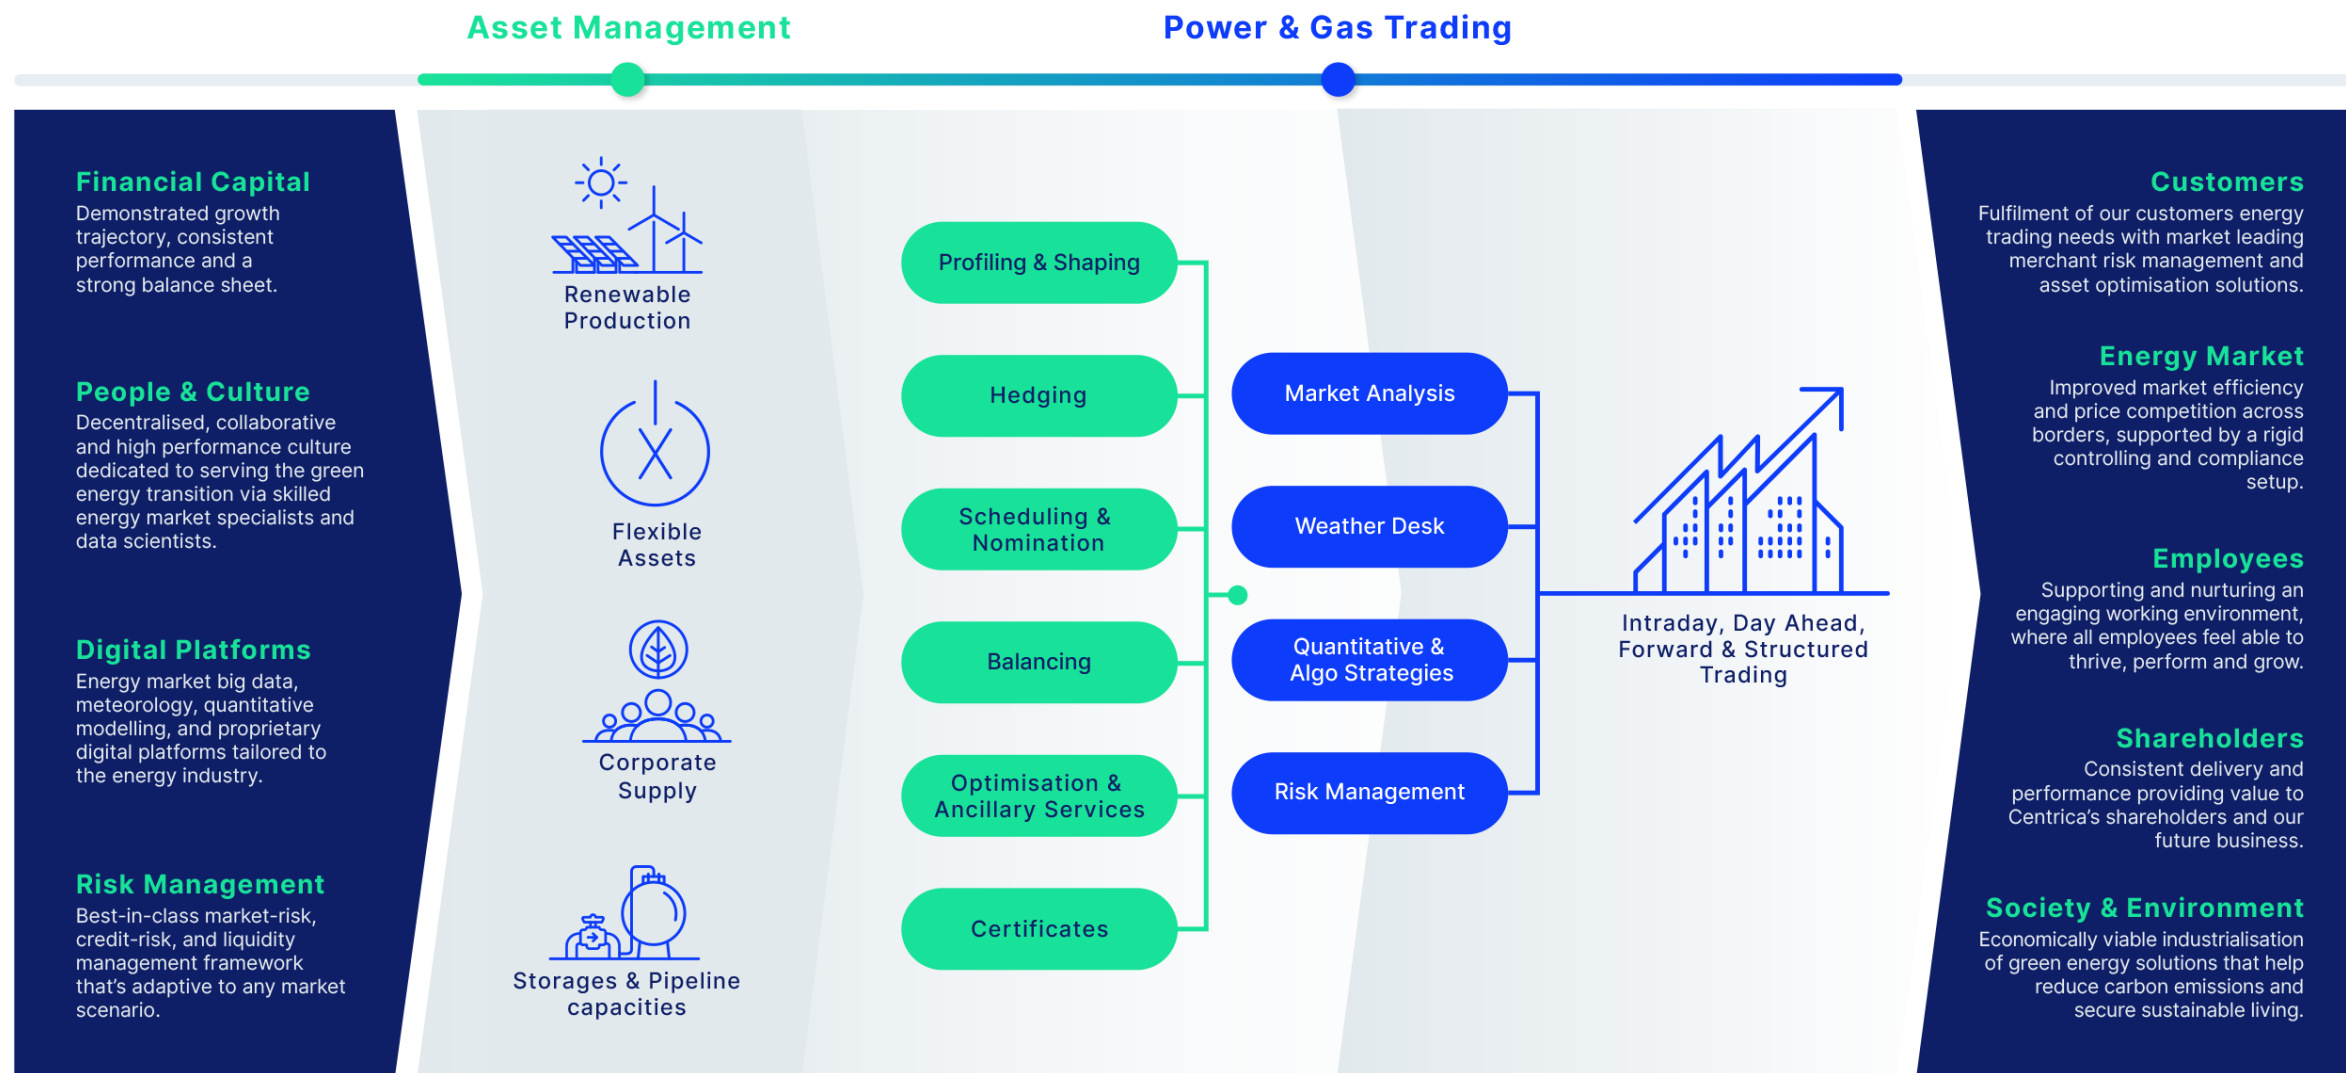 Asset Management
Power & Gas Trading
Financial Capital
Demonstrated growth
trajectory, consistent
performance and a
strong balance sheet.
People & Culture
Decentralised, collaborative
and high performance culture
dedicated to serving the green
energy transition via skilled
energy market specialists and
data scientists.
Digital Platforms
Energy market big data,
meteorology, quantitative
modelling, and proprietary
digital platforms tailored to
the energy industry.
Risk Management
Best-in-class market-risk,
credit-risk, and liquidity
management framework
that’s adaptive to any market
scenario.
Renewable
Production
Flexible
Assets
Corporate
Supply
Storages & Pipeline
capacities
Profiling & Shaping
Hedging
Scheduling &
Nomination
Balancing
Optimisation &
Ancillary Services
Certificates
Market Analysis
Weather Desk
Quantitative &
Algo Strategies
Risk Management
Intraday, Day Ahead,
Forward & Structured
Trading
Customers
Fulfilment of our customers energy
trading needs with market leading
merchant risk management and
asset optimisation solutions.
Energy Market
Improved market efficiency
and price competition across
borders, supported by a rigid
controlling and compliance
setup.
Employees
Supporting and nurturing an
engaging working environment,
where all employees feel able to
thrive, perform and grow.
Shareholders
Consistent delivery and
performance providing value to
Centrica’s shareholders and our
future business.
Society & Environment
Economically viable industrialisation
of green energy solutions that help
reduce carbon emissions and
secure sustainable living.